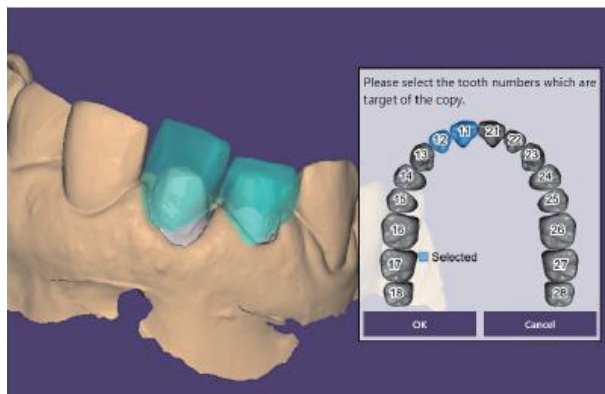 Please select the tooth numbers which are
target of the copy.
12 11 21 22
13 23
14 24
15 25
16 26
17 Selected 27
18 28
OK Cancel